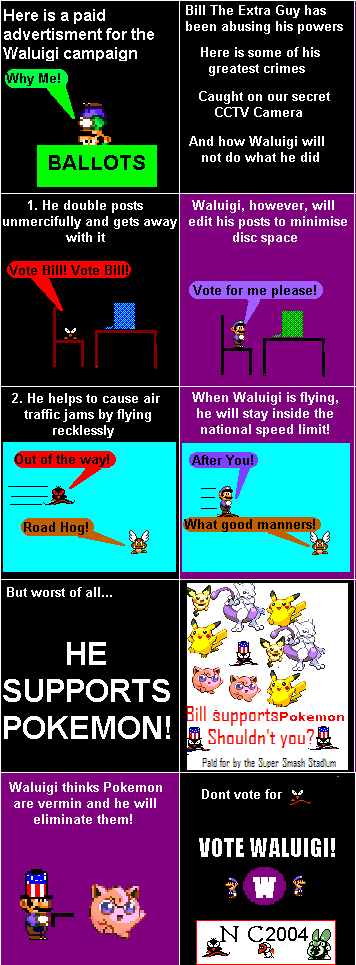 Here is a paid
advertisment for the
Waluigi campaign
Why Me!
BALLOTS
Bill The Extra Guy has
been abusing his powers
Here is some of his
greatest crimes
Caught on our secret
CCTV Camera
And how Waluigi will
not do what he did
1. He double posts
unmercifully and gets away
with it
Vote Bill! Vote Bill!
Waluigi, however, will
edit his posts to minimise
disc space
Vote for me please!
2. He helps to cause air
traffic jams by flying
recklessly
Out of the way!
Road Hog!
When Waluigi is flying,
he will stay inside the
national speed limit!
After You!
What good manners!
But worst of all...
HE
SUPPORTS
POKEMON!
Bill supports Pokemon
Shouldn't you?
Paid for by the Super Smash Stadium
Waluigi thinks Pokemon
are vermin and he will
eliminate them!
Dont vote for
VOTE WALUIGI!
W
N C2004